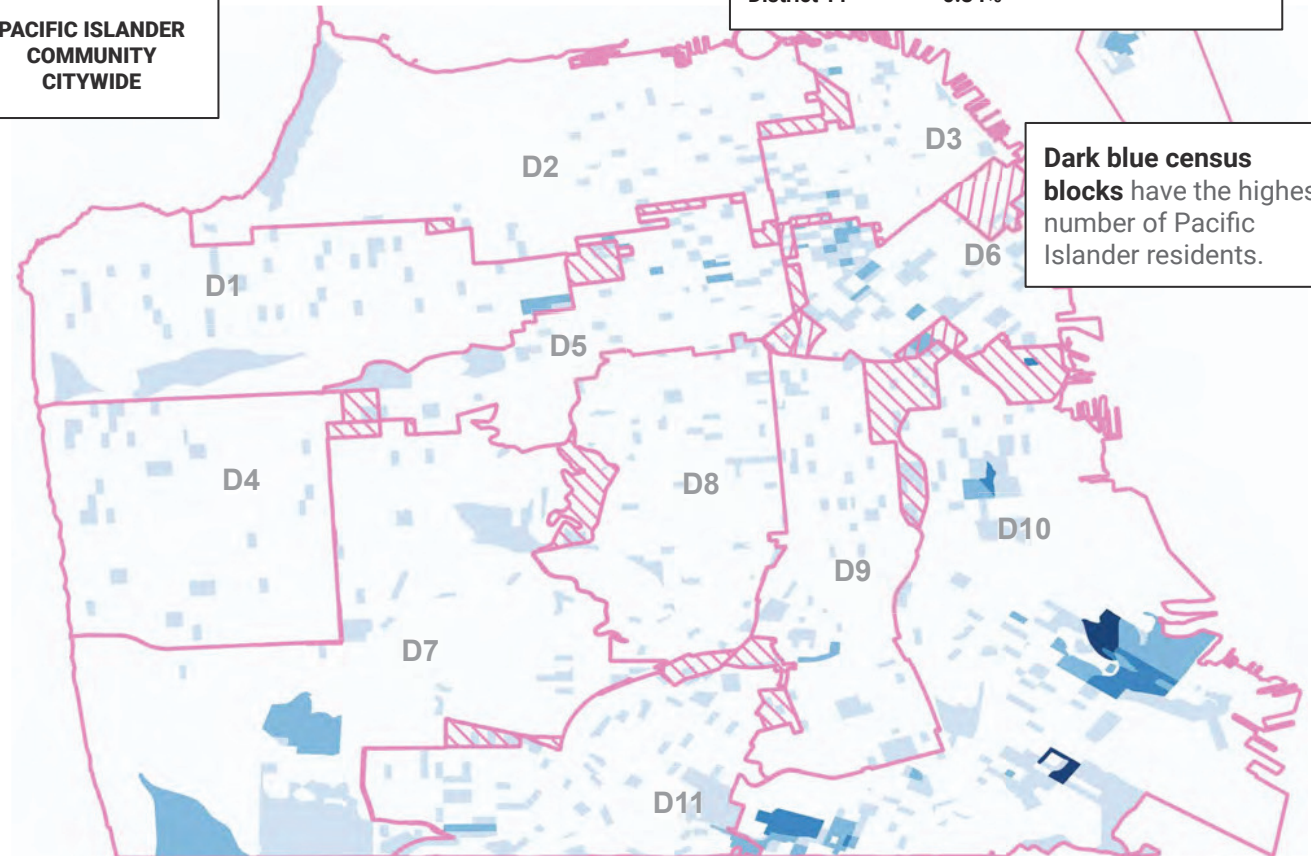 PACIFIC ISLANDER
COMMUNITY
CITYWIDE
D2
D3
Dark blue census
blocks have the highes
number of Pacific
Islander residents.
D6
D1
D5
D4
D8
D10
D9
D7
D11